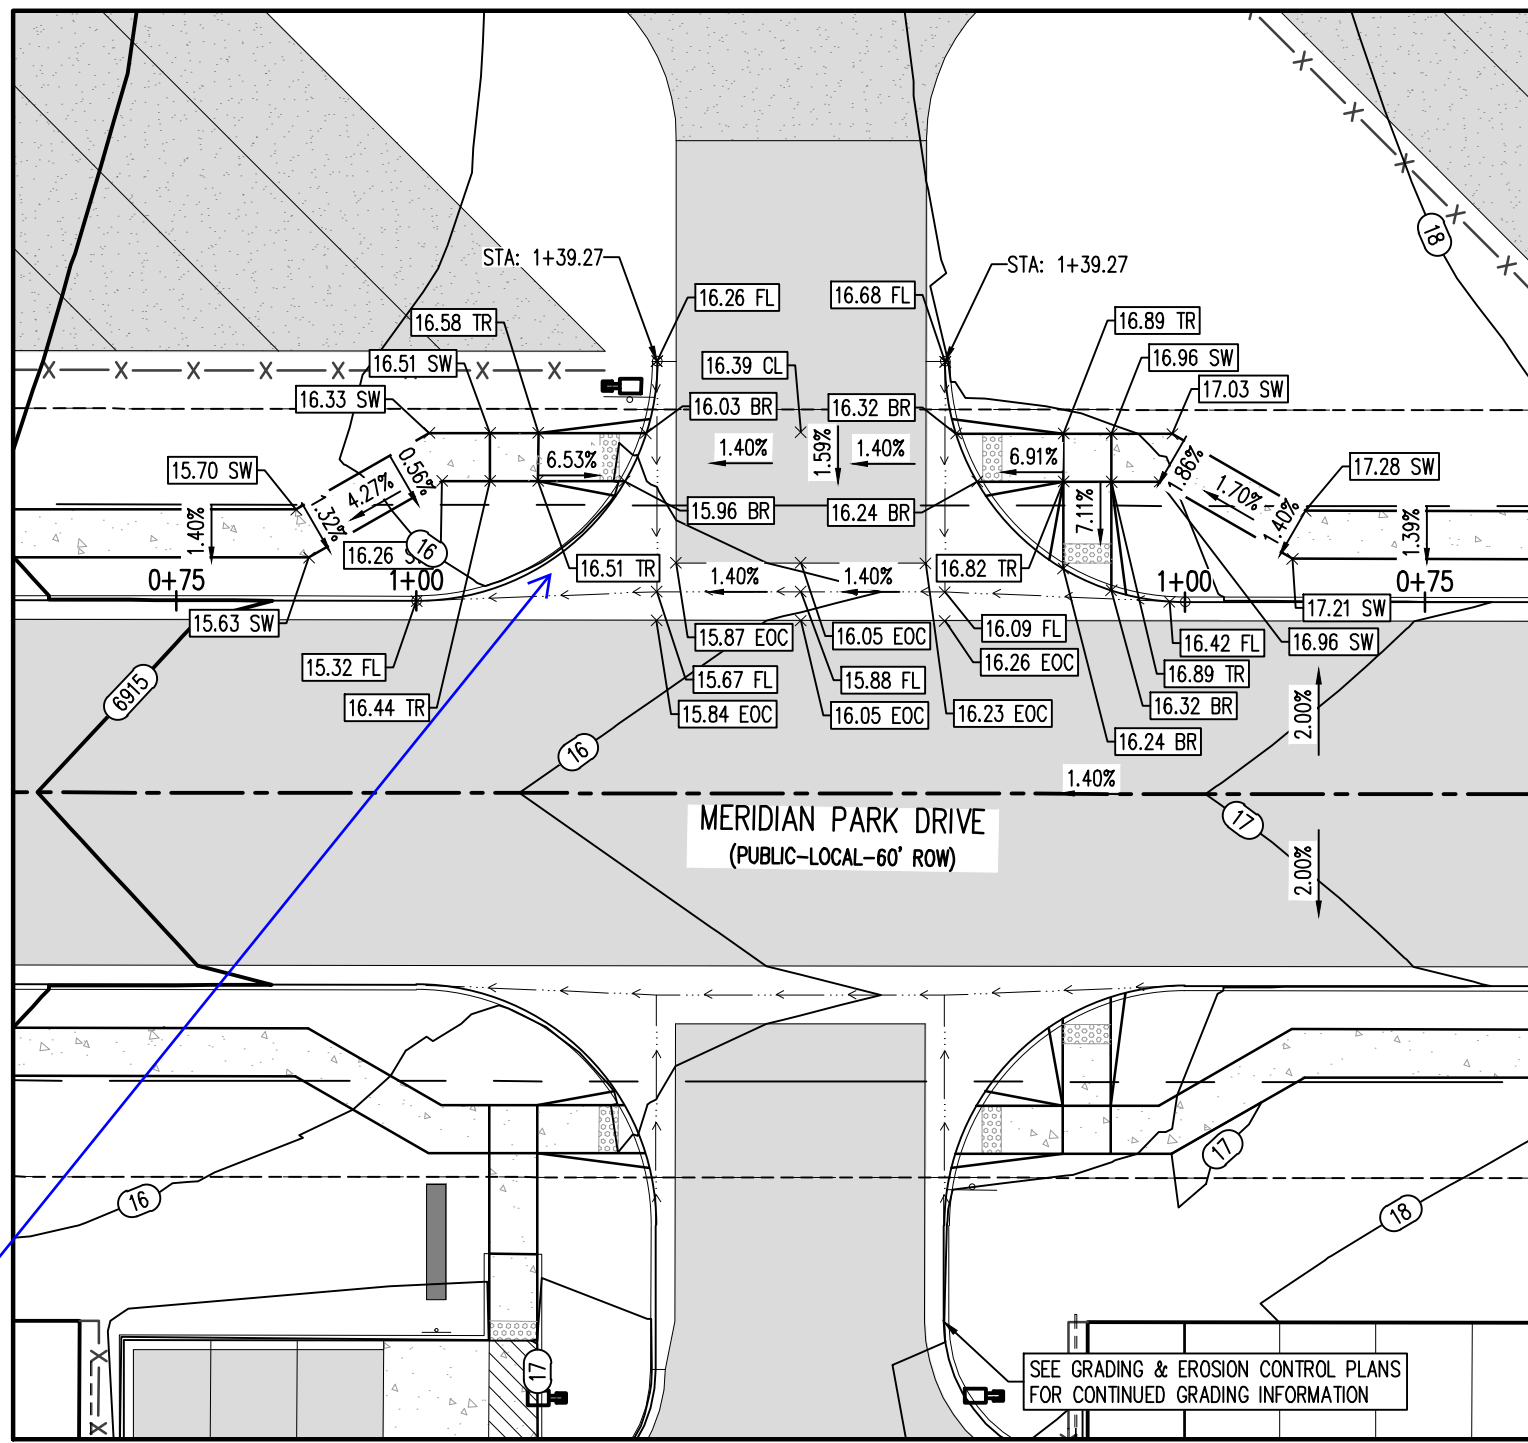 18
STA: 1+39.27
STA: 1+39.27
16.26 FL
16.68 FL
16.58 TR
16.89 TR
16.51 SW
16.39 CL
16.96 SW
16.33 SW
16.03 BR
16.32 BR
17.03 SW
15.70 SW
4.27%
0.56%
6.53%
1.40%
1.59%
1.40%
6.91%
1.86%
1.70%
17.28 SW
1.40%
1.32%
15.96 BR
16.24 BR
7.11%
1.40%
1.39%
16.26 S
16
16.51 TR
16.82 TR
0+75
1+00
1.40%
1.40%
1+00
0+75
15.63 SW
17.21 SW
15.87 EOC
16.05 EOC
16.09 FL
16.42 FL
16.96 SW
15.32 FL
16.26 EOC
16.89 TR
6915
15.67 FL
15.88 FL
16.44 TR
15.84 EOC
16.05 EOC
16.23 EOC
16.32 BR
16.24 BR
2.00%
16
1.40%
MERIDIAN PARK DRIVE
17
(PUBLIC-LOCAL-60' ROW)
2.00%
16
17
18
17
SEE GRADING & EROSION CONTROL PLANS
FOR CONTINUED GRADING INFORMATION